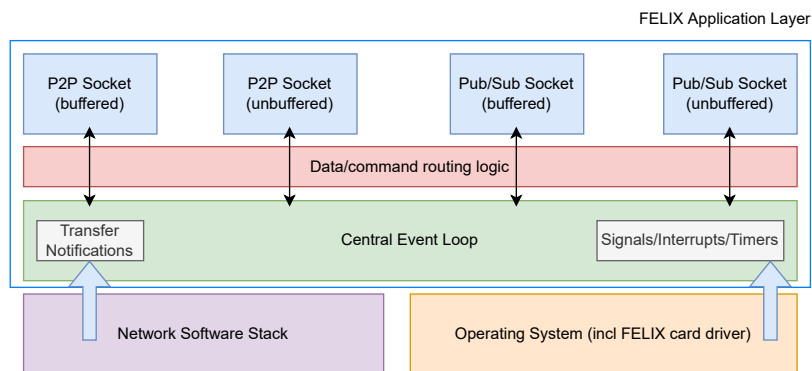 FELIX Application Layer
P2P Socket
(buffered)
P2P Socket
(unbuffered)
Pub/Sub Socket
(buffered)
Pub/Sub Socket
(unbuffered)
Data/command routing logic
Transfer
Notifications
Central Event Loop
Signals/Interrupts/Timers
Network Software Stack
Operating System (incl FELIX card driver)